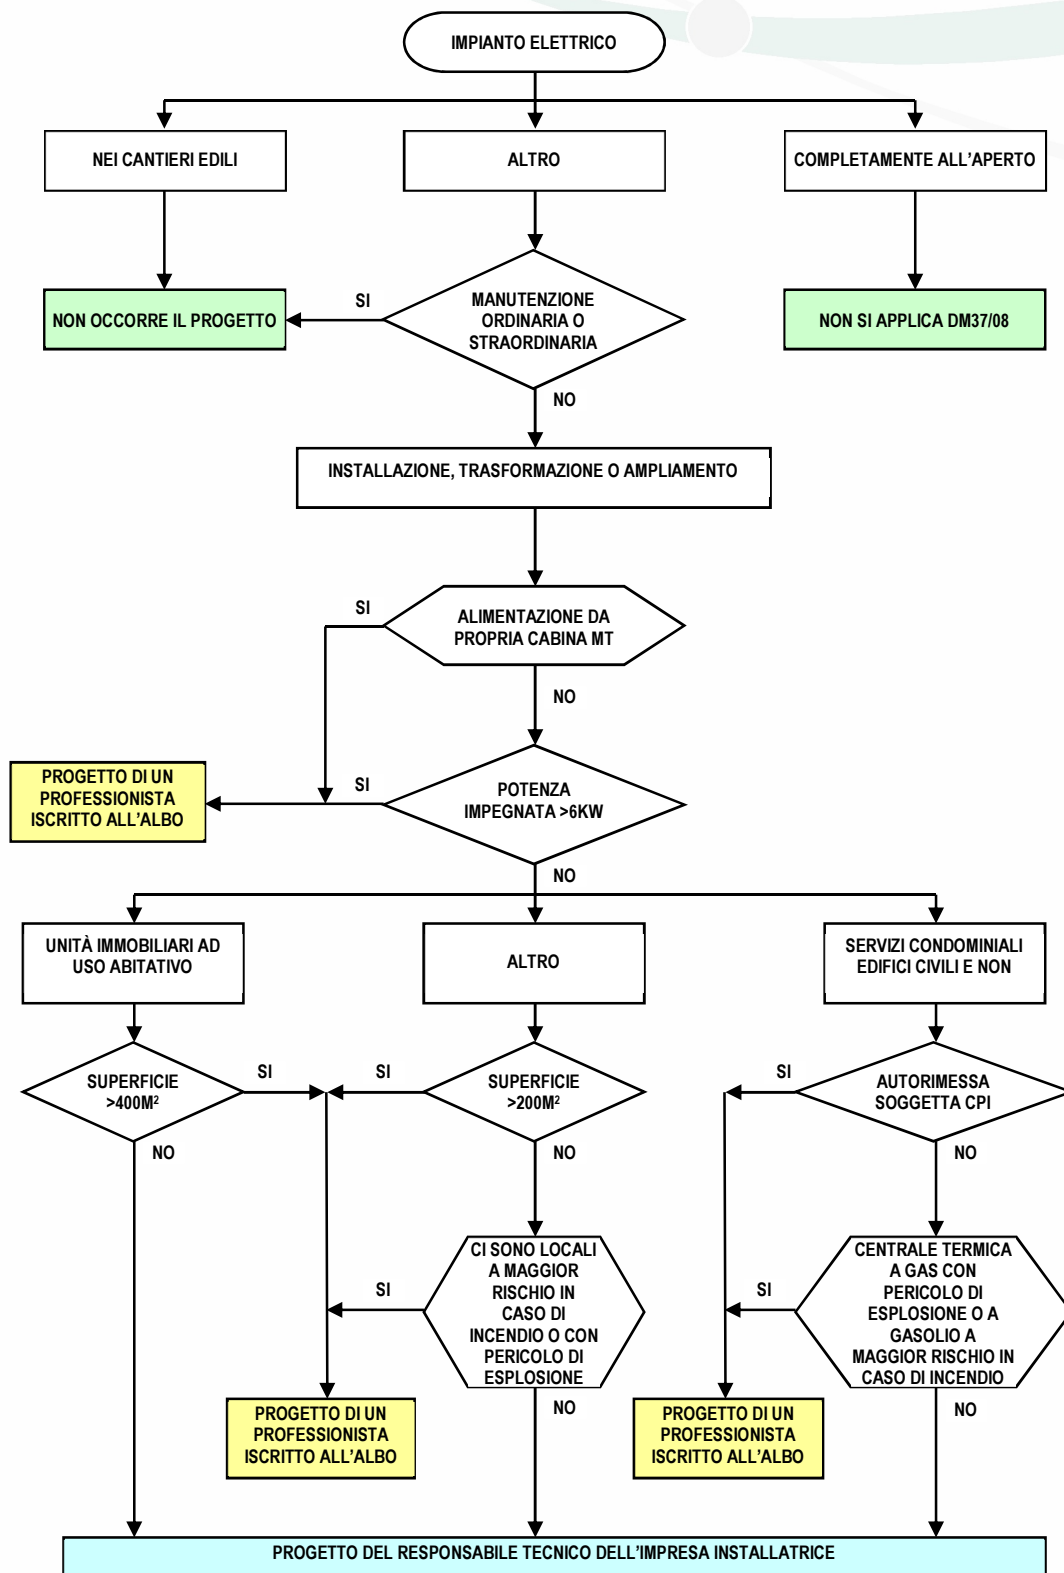 IMPIANTO ELETTRICO
NEI CANTIERI EDILI
ALTRO
COMPLETAMENTE ALL'APERTO
NON OCCORRE IL PROGETTO
SI
MANUTENZIONE
ORDINARIA O
STRAORDINARIA
NON SI APPLICA DM37/08
NO
INSTALLAZIONE, TRASFORMAZIONE O AMPLIAMENTO
SI
ALIMENTAZIONE DA
PROPRIA CABINA MT
NO
PROGETTO DI UN
PROFESSIONISTA
ISCRITTO ALL'ALBO
SI
POTENZA
IMPEGNATA >6KW
NO
UNITÀ IMMOBILIARI AD
USO ABITATIVO
ALTRO
SERVIZI CONDOMINIALI
EDIFICI CIVILI E NON
SUPERFICIE
>400M²
SI
SI
SUPERFICIE
>200M²
SI
AUTORIMESSA
SOGGETTA CPI
NO
NO
NO
SI
CI SONO LOCALI
A MAGGIOR
RISCHIO IN
CASO DI
INCENDIO O CON
PERICOLO DI
ESPLOSIONE
SI
CENTRALE TERMICA
A GAS CON
PERICOLO DI
ESPLOSIONE O A
GASOLIO A
MAGGIOR RISCHIO IN
CASO DI INCENDIO
PROGETTO DI UN
PROFESSIONISTA
ISCRITTO ALL'ALBO
NO
PROGETTO DI UN
PROFESSIONISTA
ISCRITTO ALL'ALBO
NO
PROGETTO DEL RESPONSABILE TECNICO DELL'IMPRESA INSTALLATRICE